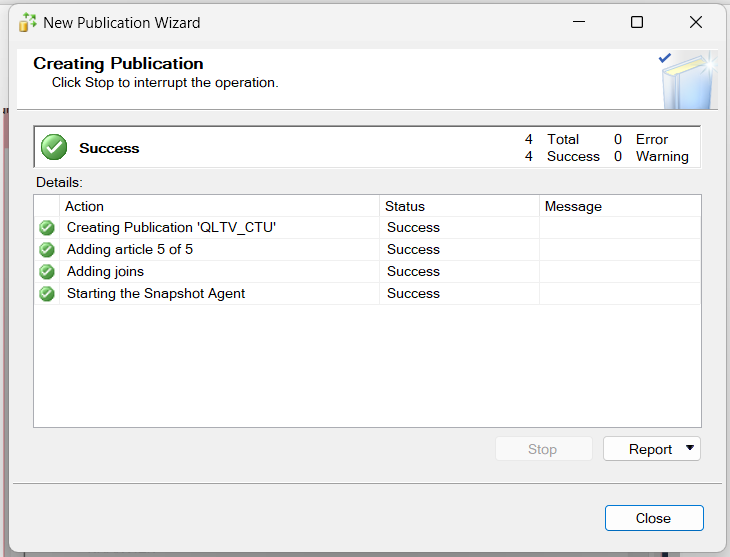 New Publication Wizard
Creating Publication
Click Stop to interrupt the operation.
Success
4 Total 0 Error
4 Success 0 Warning
Details:
Action Status Message
Creating Publication 'QLTV_CTU' Success
Adding article 5 of 5 Success
Adding joins Success
Starting the Snapshot Agent Success
Stop Report
Close